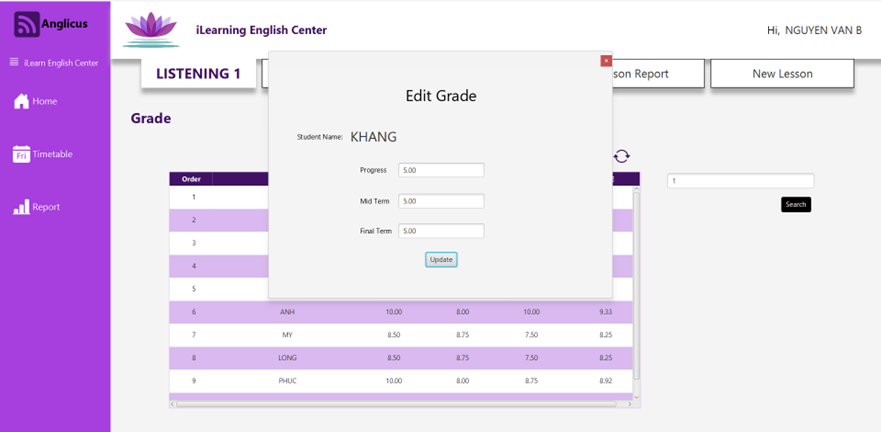 Anglicus
iLearning English Center
Hi, NGUYEN VAN B
iLearn English Center
Home
Fri
Timetable
Report
LISTENING 1
son Report
New Lesson
Grade
Edit Grade
Student Name: KHANG
Progress 5.00
Mid Term 5.00
Final Term 5.00
Update
1
Search
Order
1
2
3
4
5
6 ANH 10.00 8.00 10.00 9.33
7 MY 8.50 8.75 7.50 8.25
8 LONG 8.50 8.75 7.50 8.25
9 PHUC 10.00 8.00 8.75 8.92